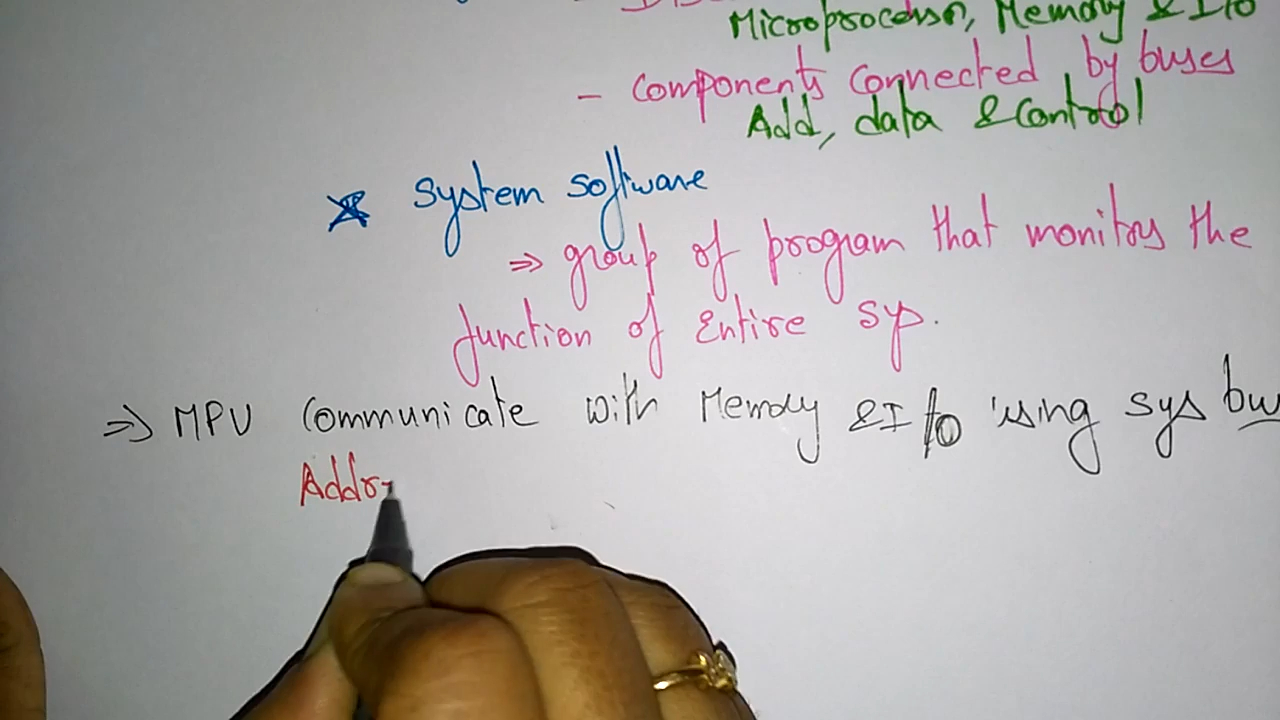 Microprocessor, Memory & I/O
- Components connected by buses
Add, data & Control
* System software
⇒ group of program that monitors the
function of Entire sys.
⇒ MPU Communicate with Memory & I/O using sys bus
Addr